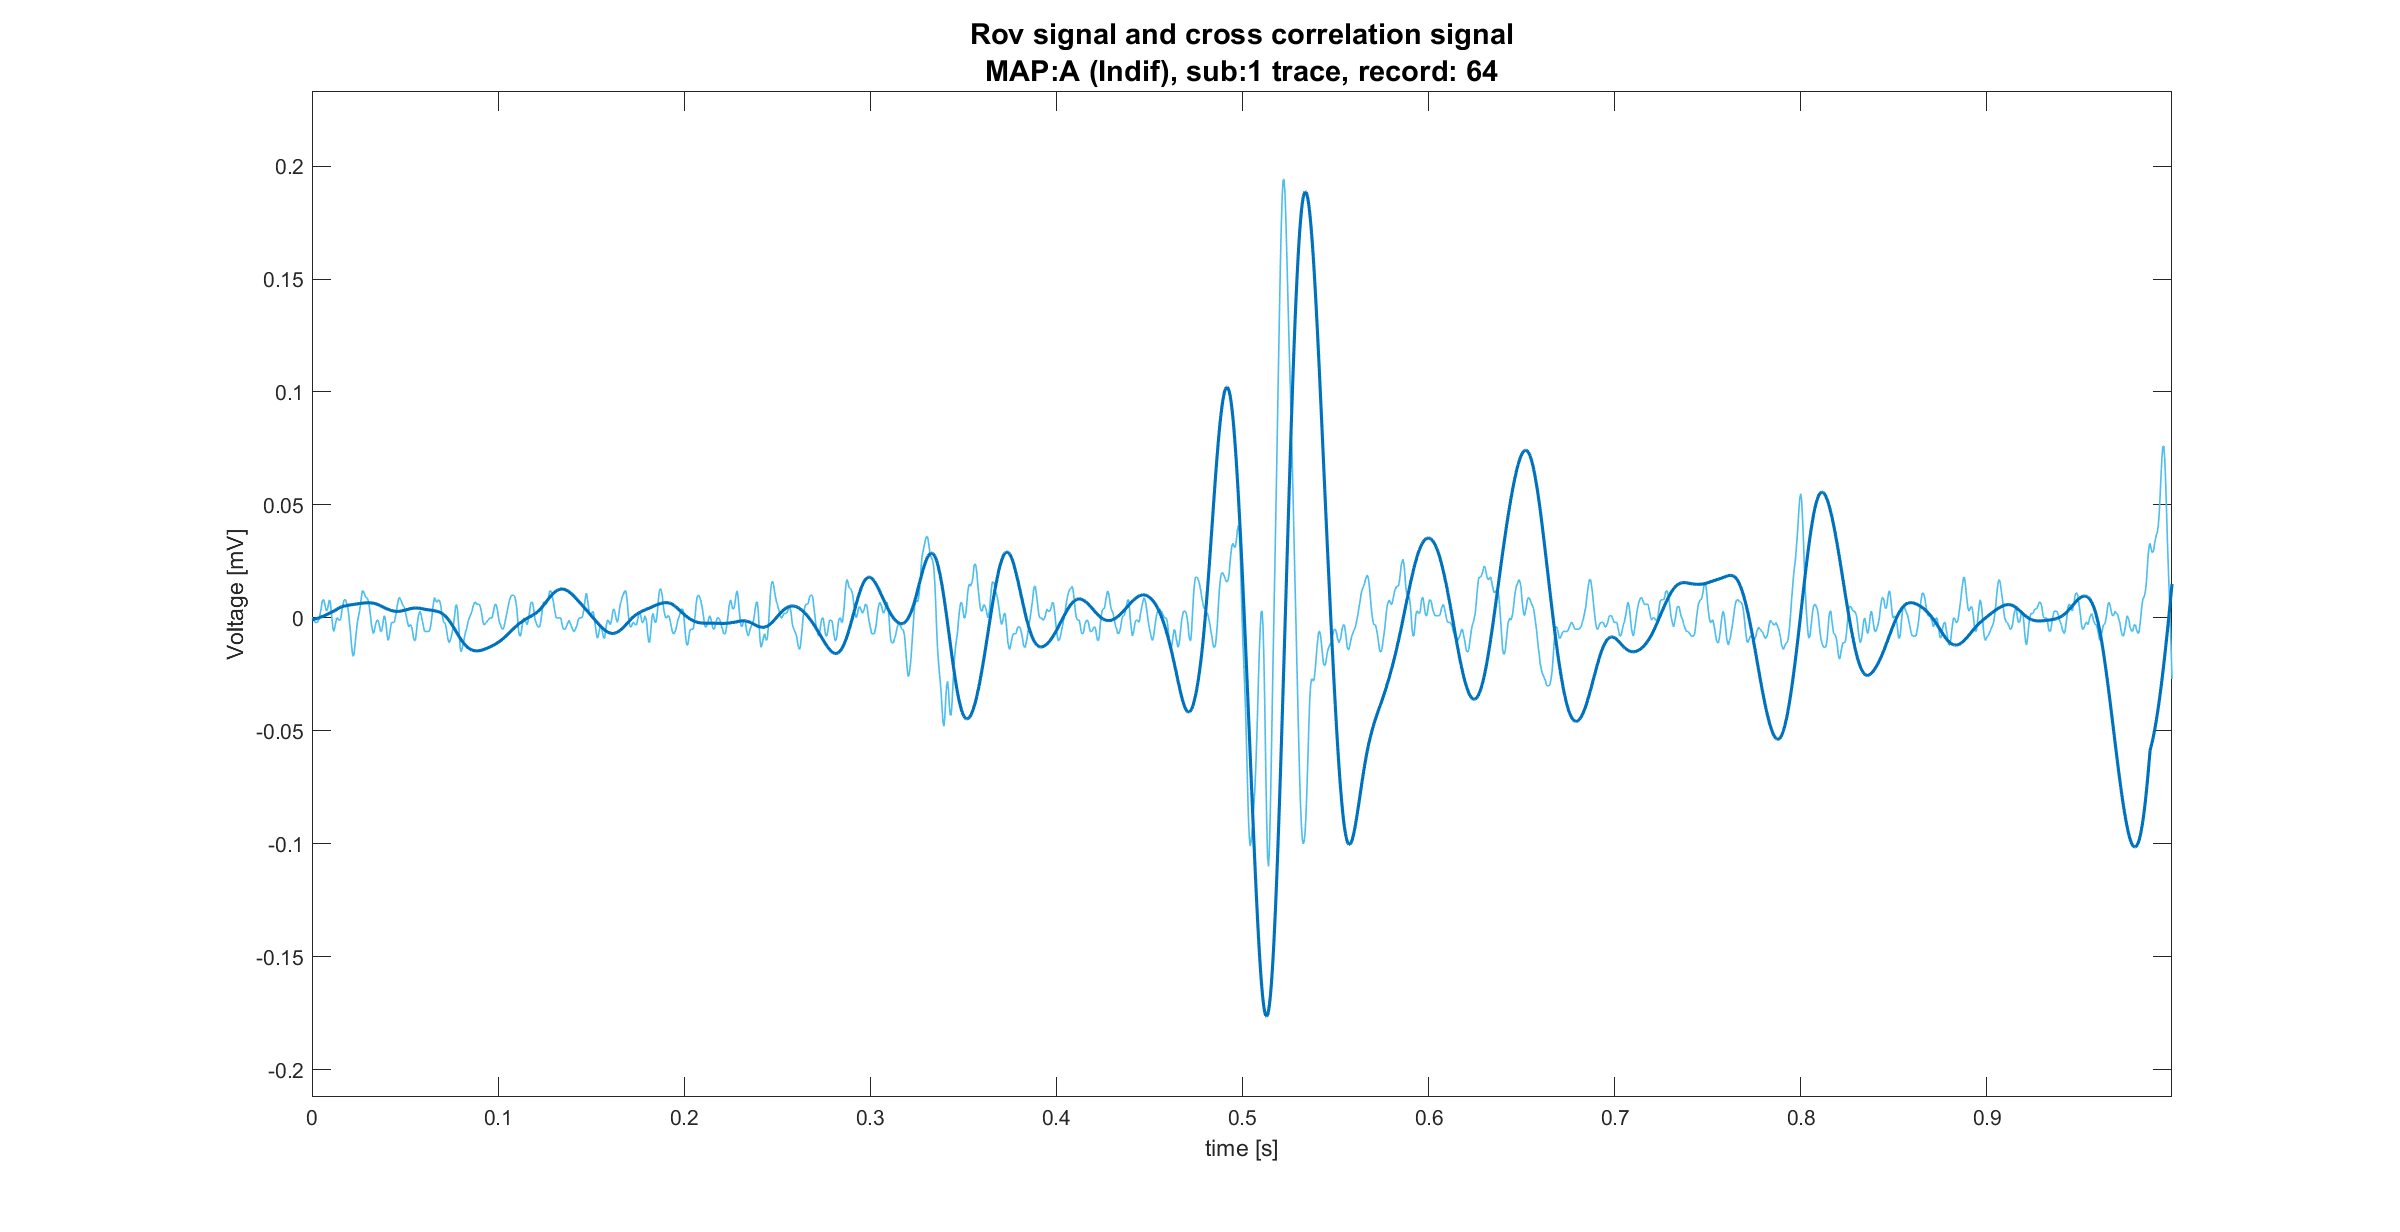 Rov signal and cross correlation signal
MAP:A (Indif), sub:1 trace, record: 64
0.2
0.15
0.1
0.05
0
-0.05
-0.1
-0.15
-0.2
Voltage [mV]
0 0.1 0.2 0.3 0.4 0.5 0.6 0.7 0.8 0.9
time [s]